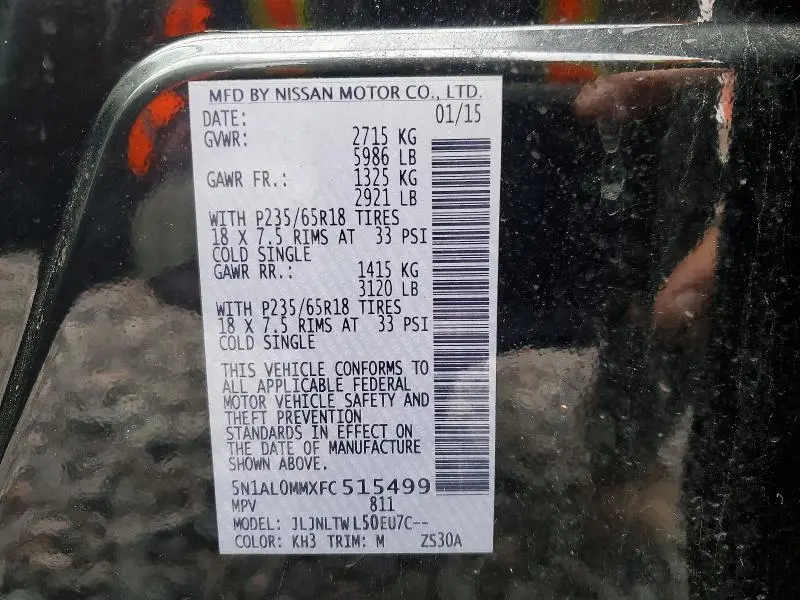 MFD BY NISSAN MOTOR CO., LTD.
DATE: 01/15
GVWR: 2715 KG
5986 LB
GAWR FR.: 1325 KG
2921 LB
WITH P235/65R18 TIRES
18 X 7.5 RIMS AT 33 PSI
COLD SINGLE
GAWR RR.: 1415 KG
3120 LB
WITH P235/65R18 TIRES
18 X 7.5 RIMS AT 33 PSI
COLD SINGLE
THIS VEHICLE CONFORMS TO
ALL APPLICABLE FEDERAL
MOTOR VEHICLE SAFETY AND
THEFT PREVENTION
STANDARDS IN EFFECT ON
THE DATE OF MANUFACTURE
SHOWN ABOVE.
5N1AL0MMXFC515499
MPV 811
MODEL: JLJNLTWL50EU7C--
COLOR: KH3 TRIM: M ZS30A